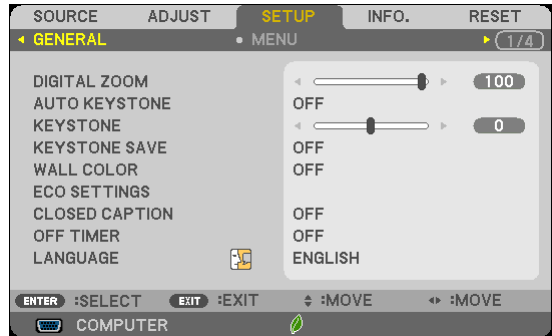 SOURCE ADJUST SETUP INFO. RESET
GENERAL MENU 1/4
DIGITAL ZOOM 100
AUTO KEYSTONE OFF
KEYSTONE 0
KEYSTONE SAVE OFF
WALL COLOR OFF
ECO SETTINGS
CLOSED CAPTION OFF
OFF TIMER OFF
LANGUAGE ENGLISH
ENTER :SELECT EXIT :EXIT :MOVE :MOVE
COMPUTER